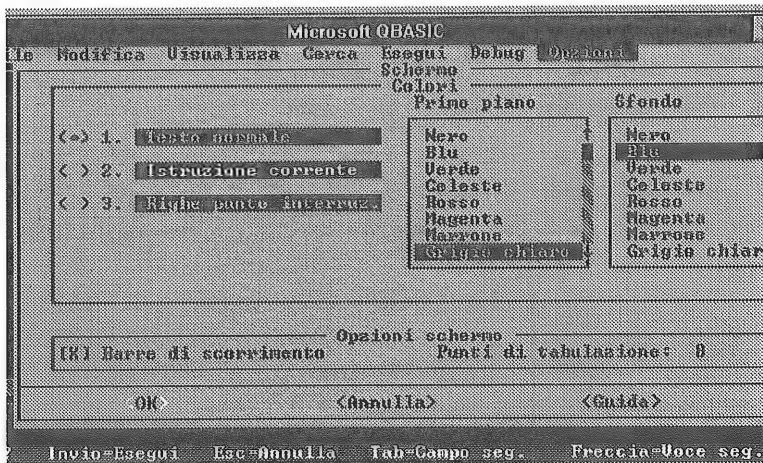 Microsoft QBASIC
le Modifica Visualizza Cerca Esegui Debug Opzioni
Schermo
Colori
Primo piano Sfondo
(•) 1. Testo normale
( ) 2. Istruzione corrente
( ) 3. Righe punto interruz.
Nero
Blu
Verde
Celeste
Rosso
Magenta
Marrone
Grigio chiaro
Nero
Blu
Verde
Celeste
Rosso
Magenta
Marrone
Grigio chiar
Opzioni schermo
[X] Barre di scorrimento Punti di tabulazione: 8
OK> <Annulla> <Guida>
Invio=Esegui Esc=Annulla Tab=Campo seg. Freccia=Voce seg.